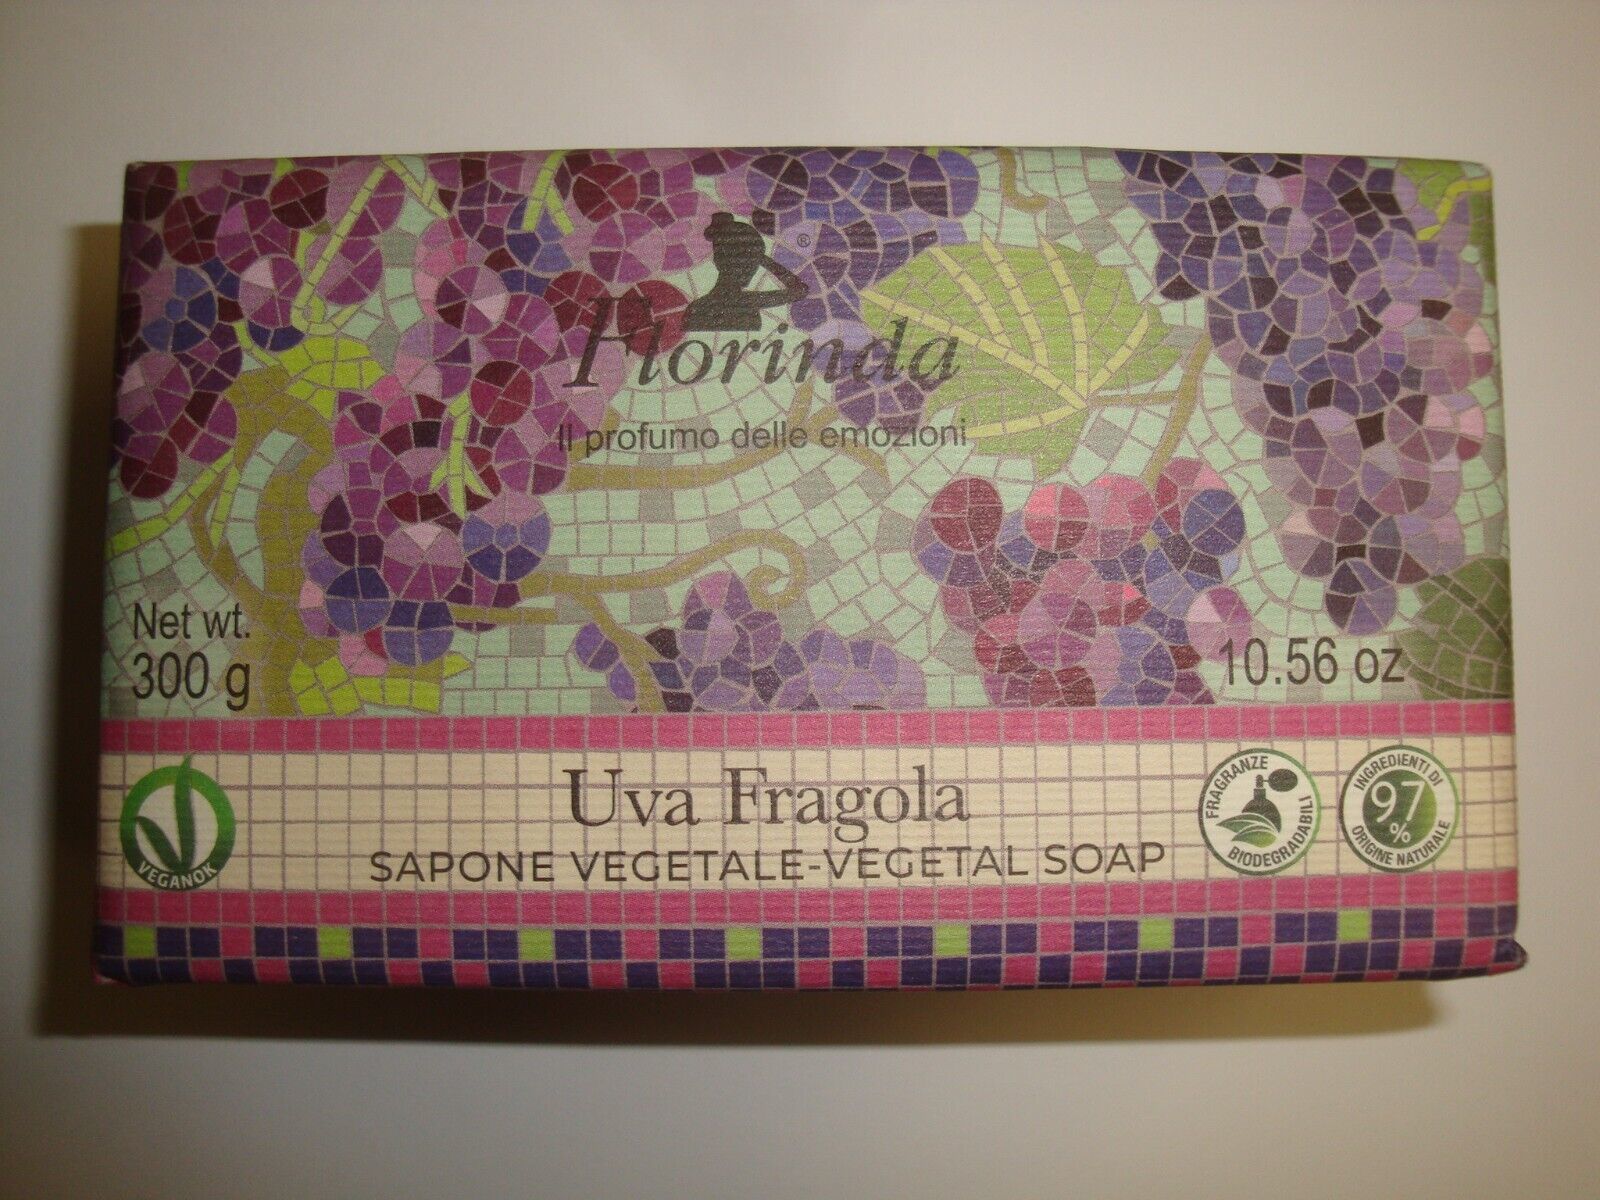 ®
Florinda
Il profumo delle emozioni
Net wt.
300 g
10.56 oz
Uva Fragola
SAPONE VEGETALE-VEGETAL SOAP
VEGANOK
FRAGRANZE
BIODEGRADABILI
INGREDIENTI DI
97
%
ORIGINE NATURALE